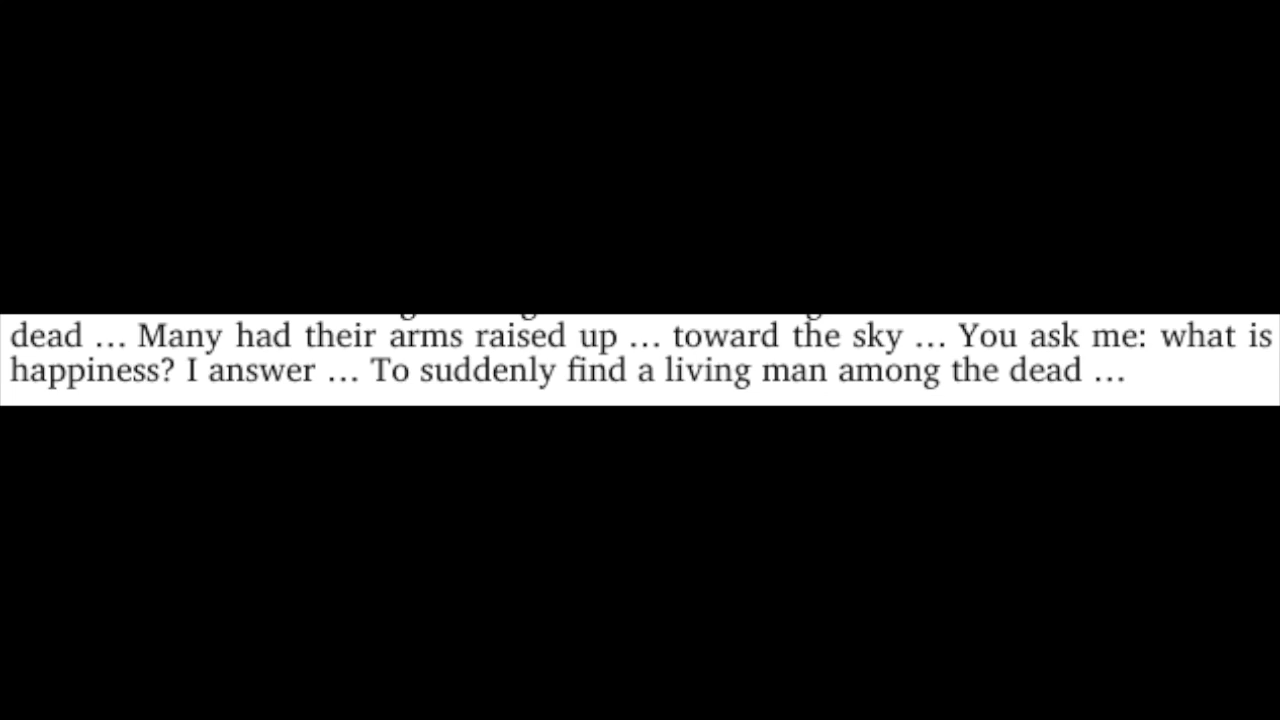 dead … Many had their arms raised up … toward the sky … You ask me: what is
happiness? I answer … To suddenly find a living man among the dead …